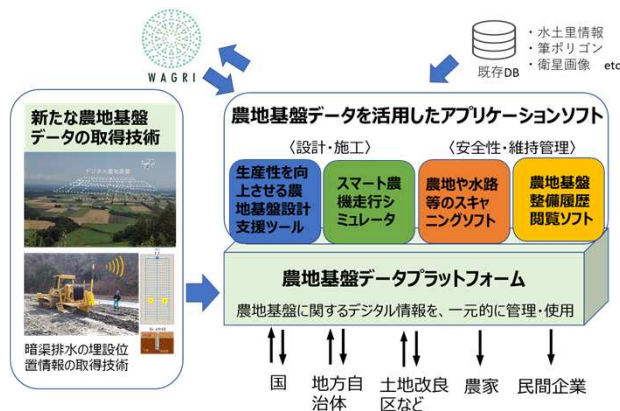 WAGRI
・水土里情報
・筆ポリゴン
・衛星画像 etc
既存DB
新たな農地基盤
データの取得技術
デジタル農地基盤
暗渠排水の埋設位
置情報の取得技術
農地基盤データを活用したアプリケーションソフト
〈設計・施工〉
〈安全性・維持管理〉
生産性を向
上させる農
地基盤設計
支援ツール
スマート農
機走行シ
ミュレータ
農地や水路
等のスキャ
ニングソフト
農地基盤
整備履歴
閲覧ソフト
農地基盤データプラットフォーム
農地基盤に関するデジタル情報を、一元的に管理・使用
国
地方自
治体
土地改良
区など
農家
民間企業